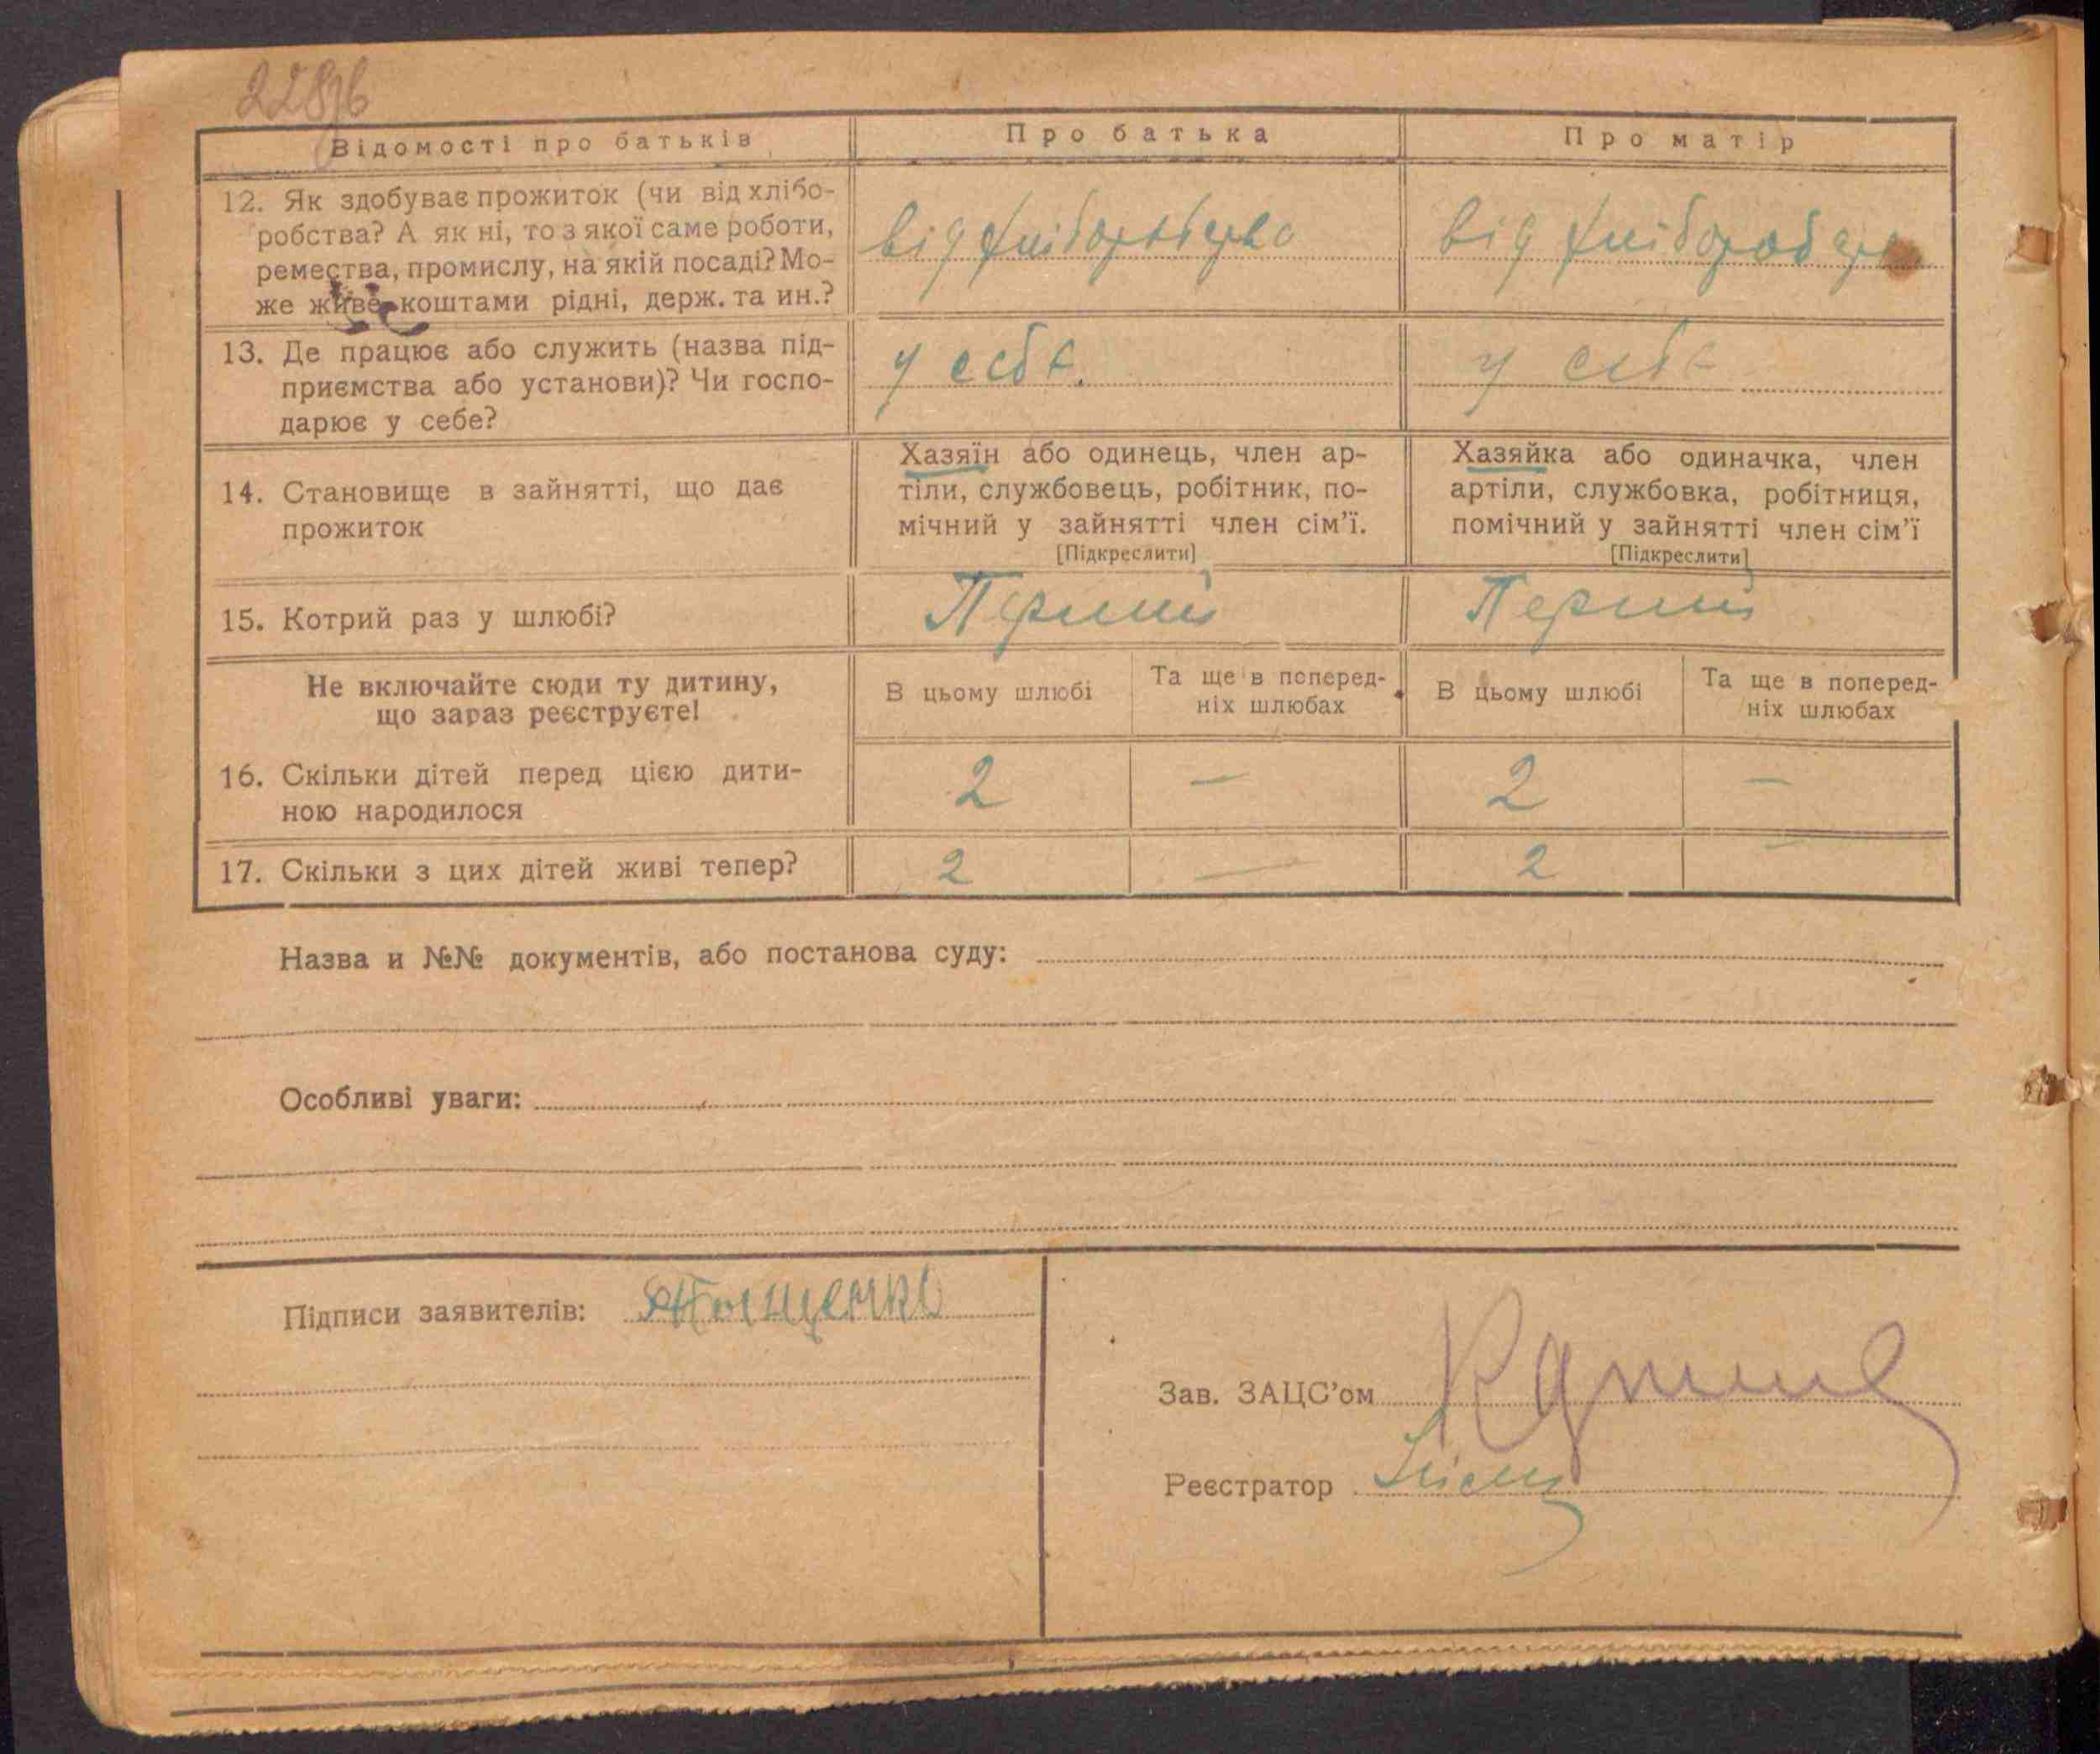 228зв
Відомості про батьків
Про батька
Про матір
12. Як здобуває прожиток (чи від хлібо-
робства? А як ні, то з якої саме роботи,
ремества, промислу, на якій посаді? Мо-
же живе коштами рідні, держ. та ин.?
від
від
13. Де працює або служить (назва під-
приємства або установи)? Чи госпо-
дарює у себе?
у себе.
у себе
14. Становище в зайнятті, що дає
прожиток
Хазяїн або одинець, член ар-
тіли, службовець, робітник, по-
мічний у зайнятті член сім'ї.
[Підкреслити]
Хазяйка або одиначка, член
артіли, службовка, робітниця,
помічний у зайнятті член сім'ї
[Підкреслити]
15. Котрий раз у шлюбі?
Перший
Перший
Не включайте сюди ту дитину,
що зараз реєструєте!
В цьому шлюбі
Та ще в поперед-
ніх шлюбах
В цьому шлюбі
Та ще в поперед-
ніх шлюбах
16. Скільки дітей перед цією дити-
ною народилося
2
—
2
—
17. Скільки з цих дітей живі тепер?
2
—
2
—
Назва и №№ документів, або постанова суду:
Особливі уваги:
Підписи заявителів:
Зав. ЗАЦС'ом
Реєстратор